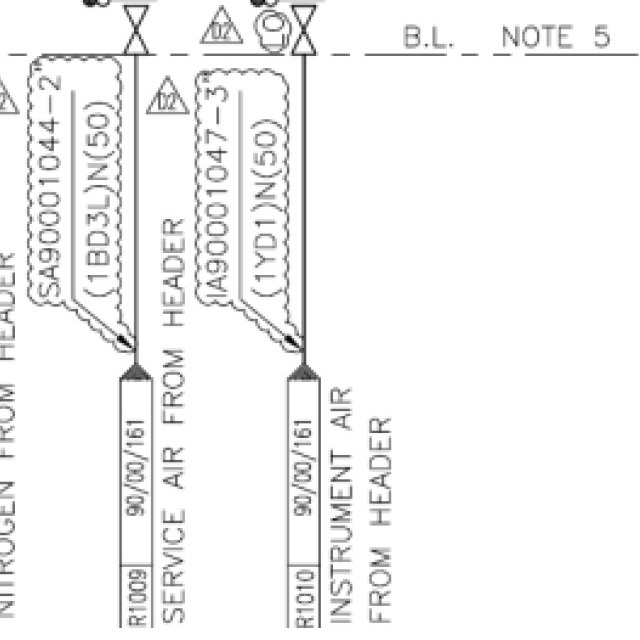 D2
B.L. NOTE 5
D2
SA90001044-2"
(1BD3L)N(50)
IA90001047-3"
(1YD1)N(50)
NITROGEN FROM HEADER
R1009
90/00/161
SERVICE AIR FROM HEADER
R1010
90/00/161
INSTRUMENT AIR
FROM HEADER